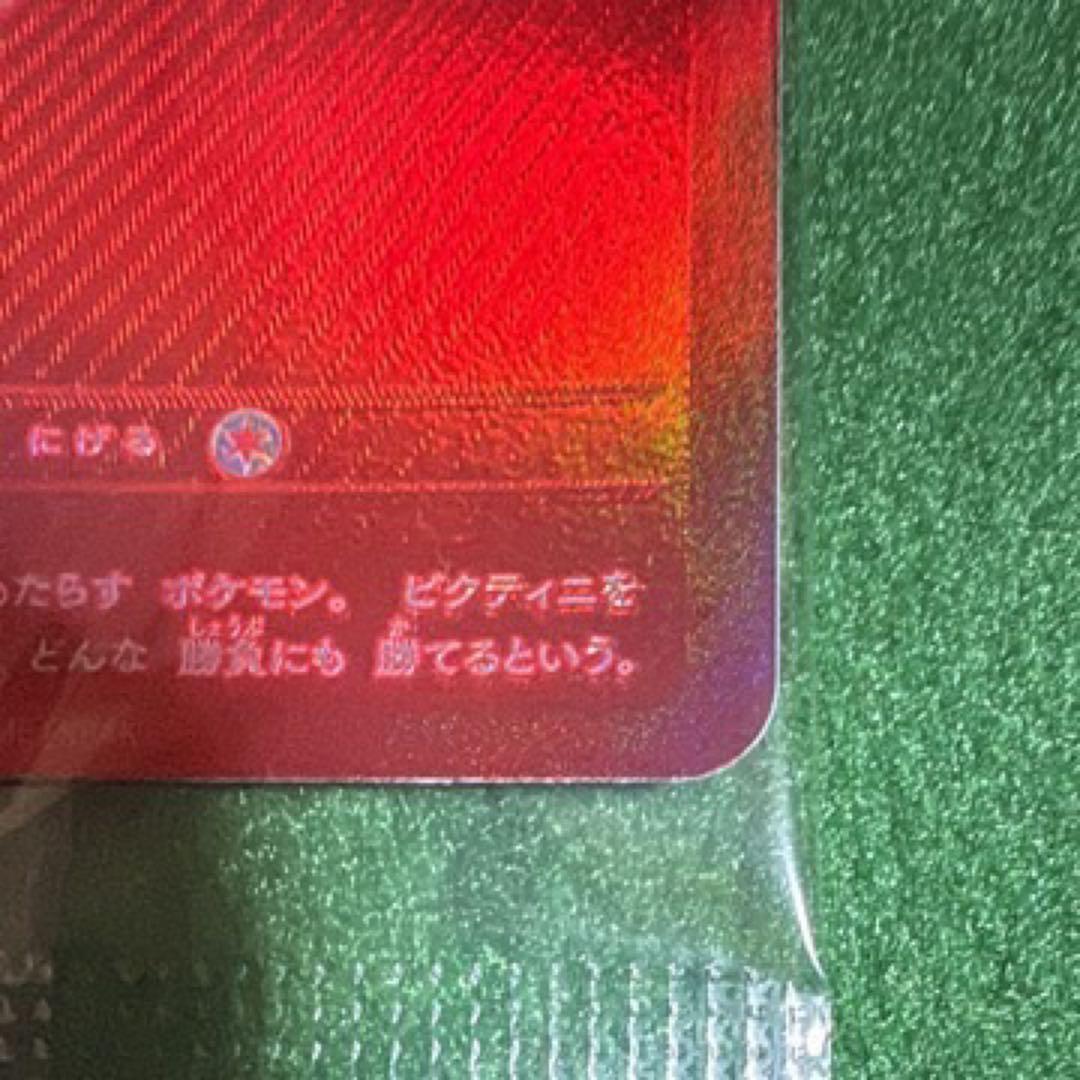 にげる
たらす ポケモン。 ビクティニを
しょうぶ か
どんな 勝負にも 勝てるという。